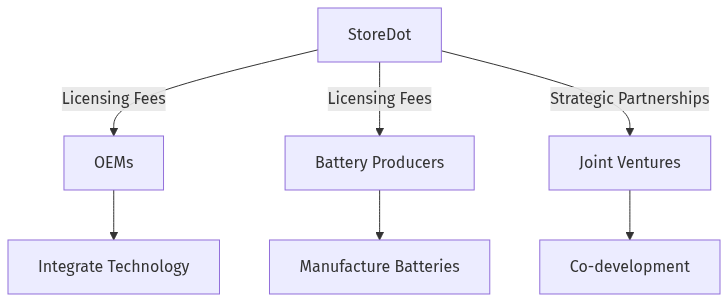 StoreDot
Licensing Fees
Licensing Fees
Strategic Partnerships
OEMs
Battery Producers
Joint Ventures
Integrate Technology
Manufacture Batteries
Co-development